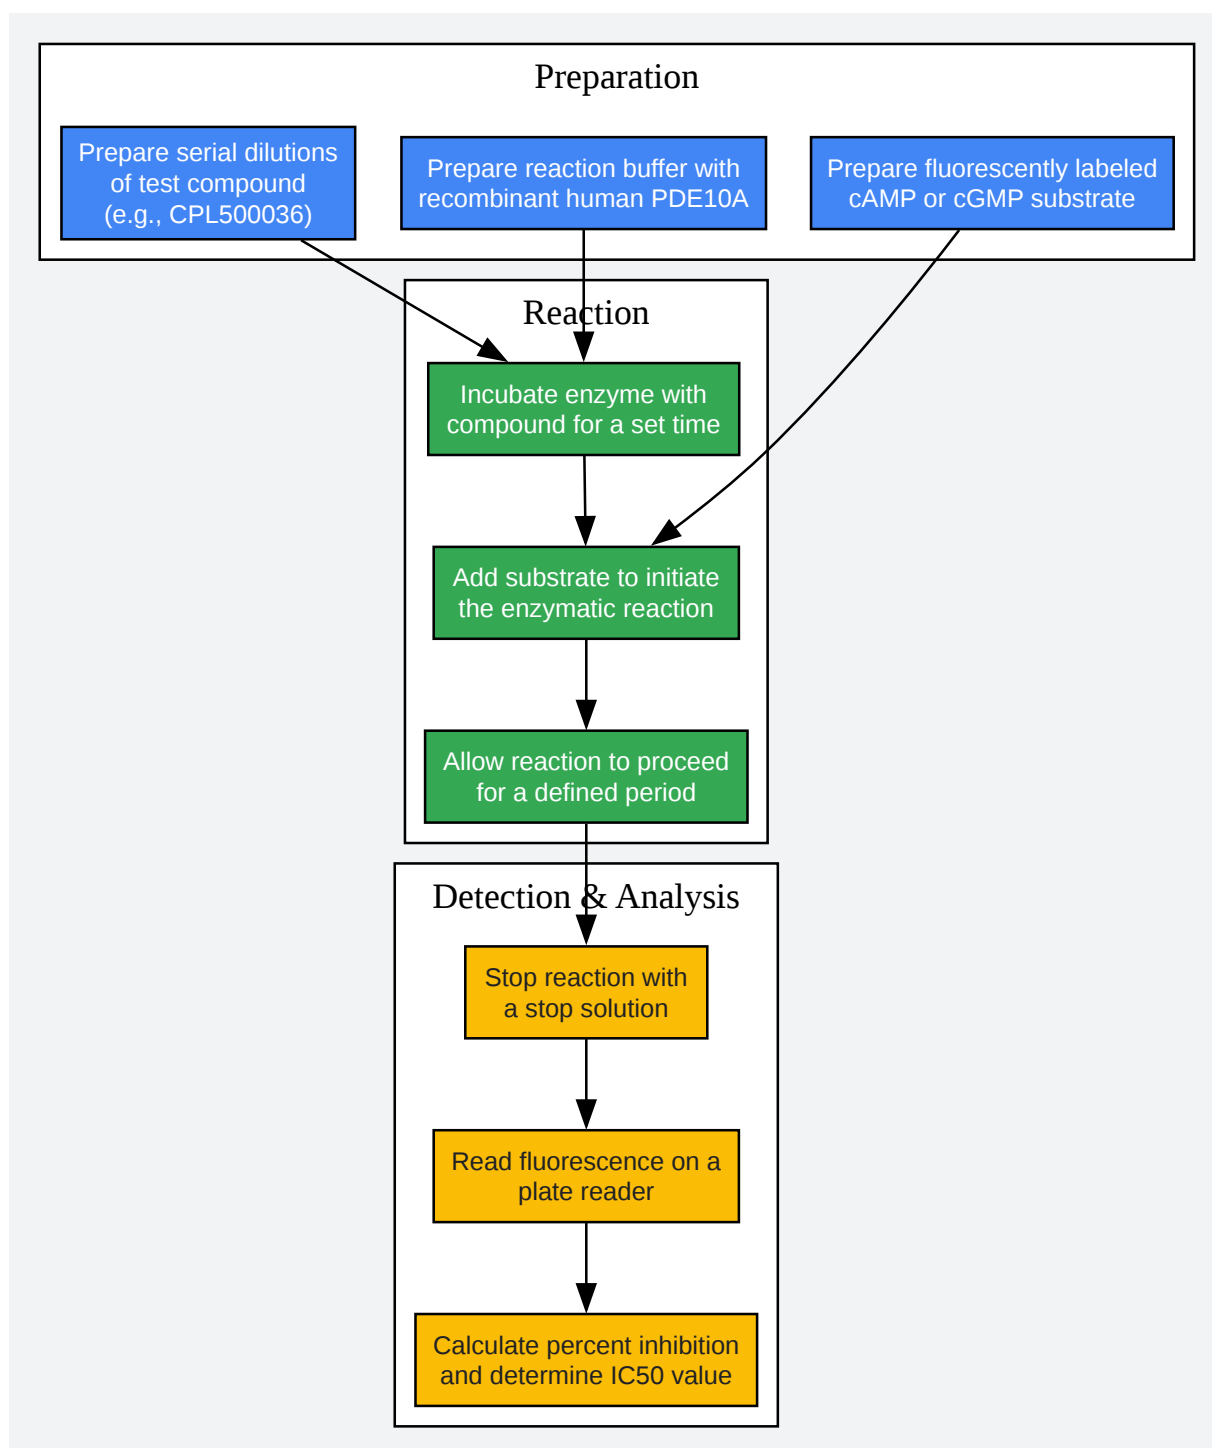 Preparation
Prepare serial dilutions
of test compound
(e.g., CPL500036)
Prepare reaction buffer with
recombinant human PDE10A
Prepare fluorescently labeled
cAMP or cGMP substrate
Reaction
Incubate enzyme with
compound for a set time
Add substrate to initiate
the enzymatic reaction
Allow reaction to proceed
for a defined period
Detection & Analysis
Stop reaction with
a stop solution
Read fluorescence on a
plate reader
Calculate percent inhibition
and determine IC50 value